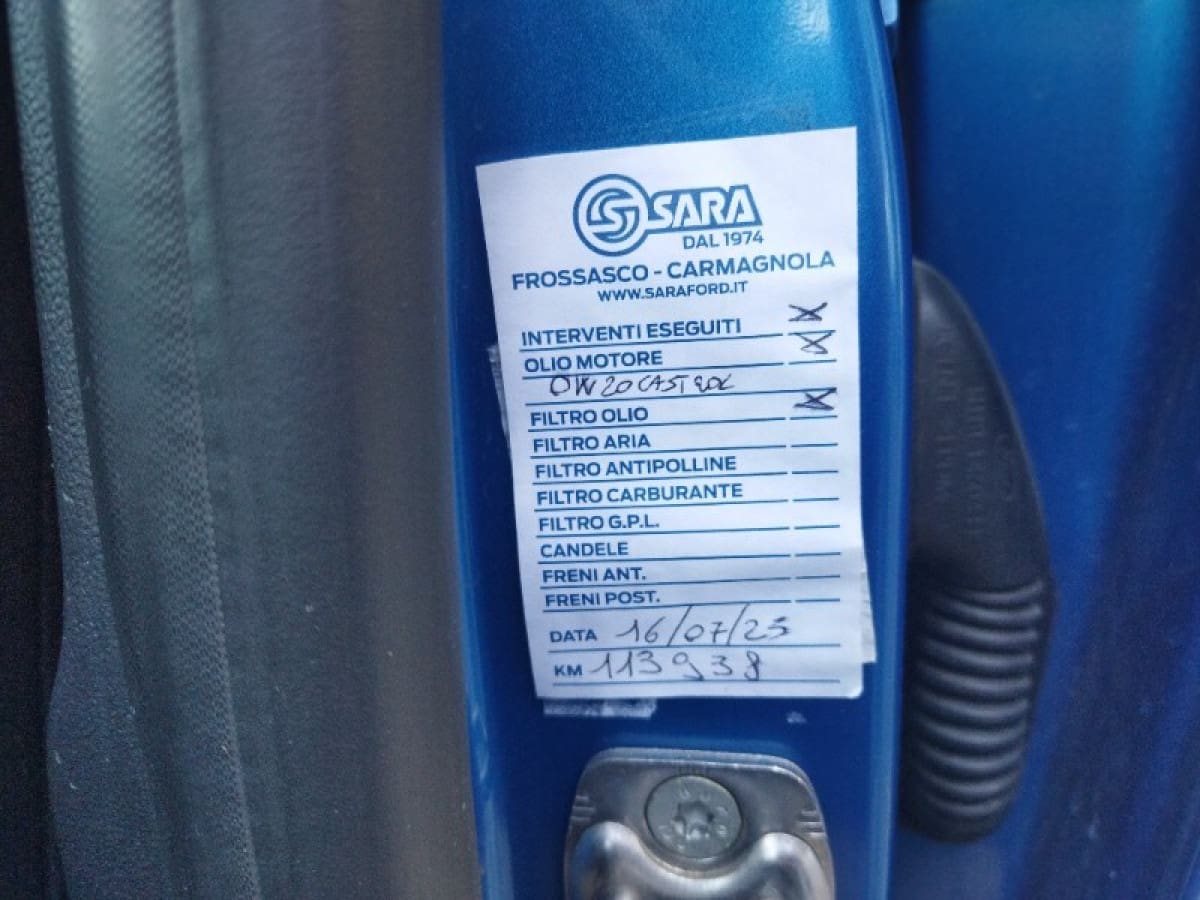 SARA
DAL 1974
FROSSASCO - CARMAGNOLA
WWW.SARAFORD.IT
INTERVENTI ESEGUITI X
OLIO MOTORE X
0W20 CASTROL
FILTRO OLIO X
FILTRO ARIA
FILTRO ANTIPOLLINE
FILTRO CARBURANTE
FILTRO G.P.L.
CANDELE
FRENI ANT.
FRENI POST.
DATA 16/07/25
KM 113938